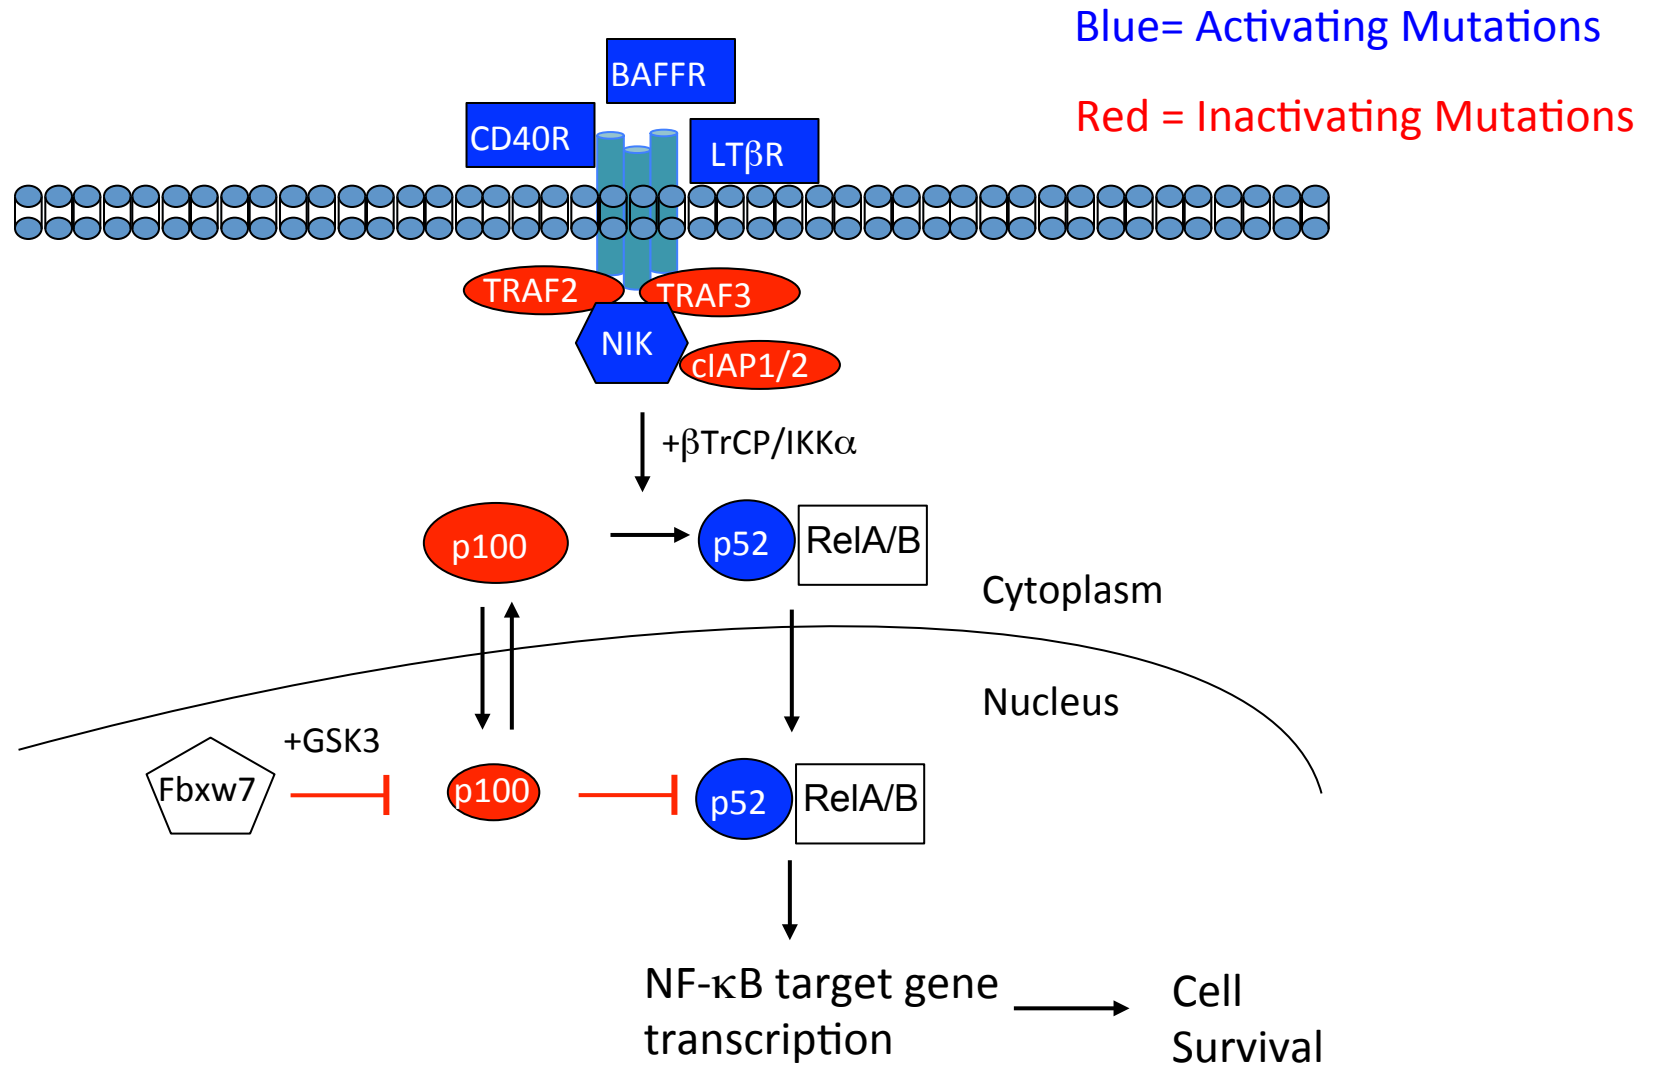 Blue= Activating Mutations
Red = Inactivating Mutations
BAFFR
CD40R
LTβR
TRAF2
TRAF3
NIK
cIAP1/2
+βTrCP/IKKα
p100
p52
RelA/B
Cytoplasm
Nucleus
+GSK3
Fbxw7
p100
p52
RelA/B
NF-κB target gene
transcription
Cell
Survival